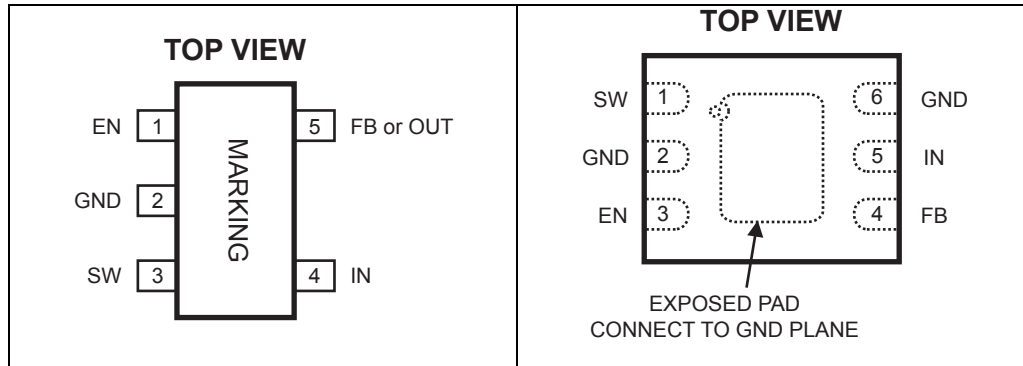 TOP VIEW
EN 1
5 FB or OUT
MARKING
GND 2
SW 3
4 IN
TOP VIEW
SW 1
6 GND
GND 2
5 IN
EN 3
4 FB
EXPOSED PAD
CONNECT TO GND PLANE